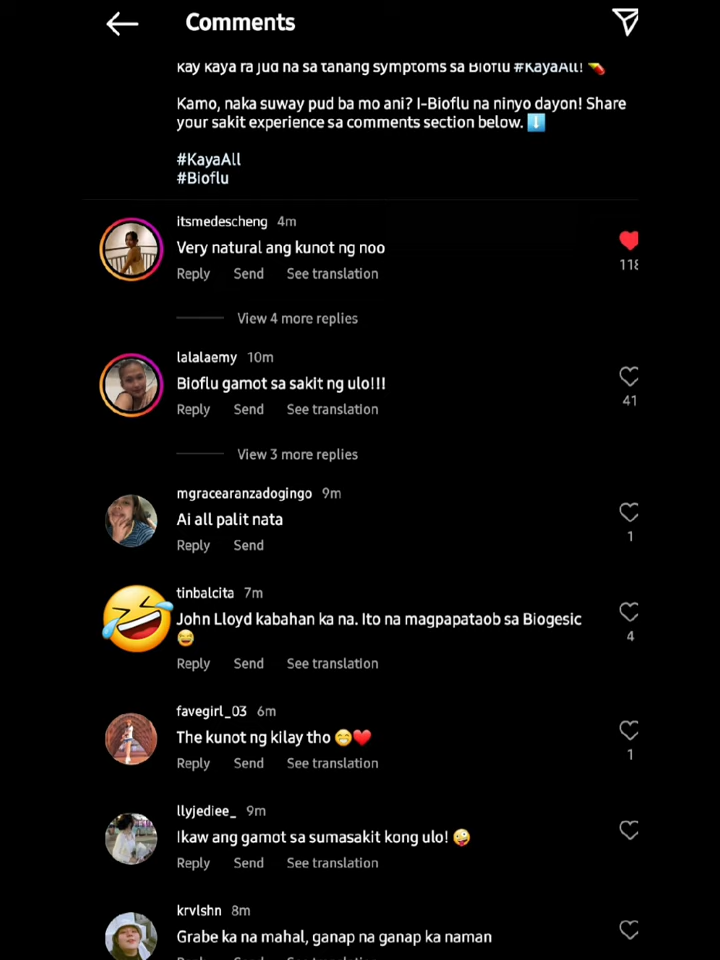 Comments
kay kaya ra jud na sa tanang symptoms sa Bioflu #KayaAll! 💊
Kamo, naka suway pud ba mo ani? I-Bioflu na ninyo dayon! Share
your sakit experience sa comments section below. ⬇️
#KayaAll
#Bioflu
itsmedescheng 4m
Very natural ang kunot ng noo
118
Reply Send See translation
View 4 more replies
lalalaemy 10m
Bioflu gamot sa sakit ng ulo!!!
41
Reply Send See translation
View 3 more replies
mgracearanzadogingo 9m
Ai all palit nata
1
Reply Send
tinbalcita 7m
John Lloyd kabahan ka na. Ito na magpapataob sa Biogesic
😅
4
Reply Send See translation
favegirl_03 6m
The kunot ng kilay tho 😁❤️
1
Reply Send See translation
llyjediee_ 9m
Ikaw ang gamot sa sumasakit kong ulo! 🤪
Reply Send See translation
krvlshn 8m
Grabe ka na mahal, ganap na ganap ka naman